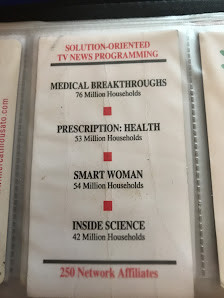 SOLUTION-ORIENTED
TV NEWS PROGRAMMING
MEDICAL BREAKTHROUGHS
76 Million Households
PRESCRIPTION: HEALTH
53 Million Households
SMART WOMAN
54 Million Households
INSIDE SCIENCE
42 Million Households
250 Network Affiliates